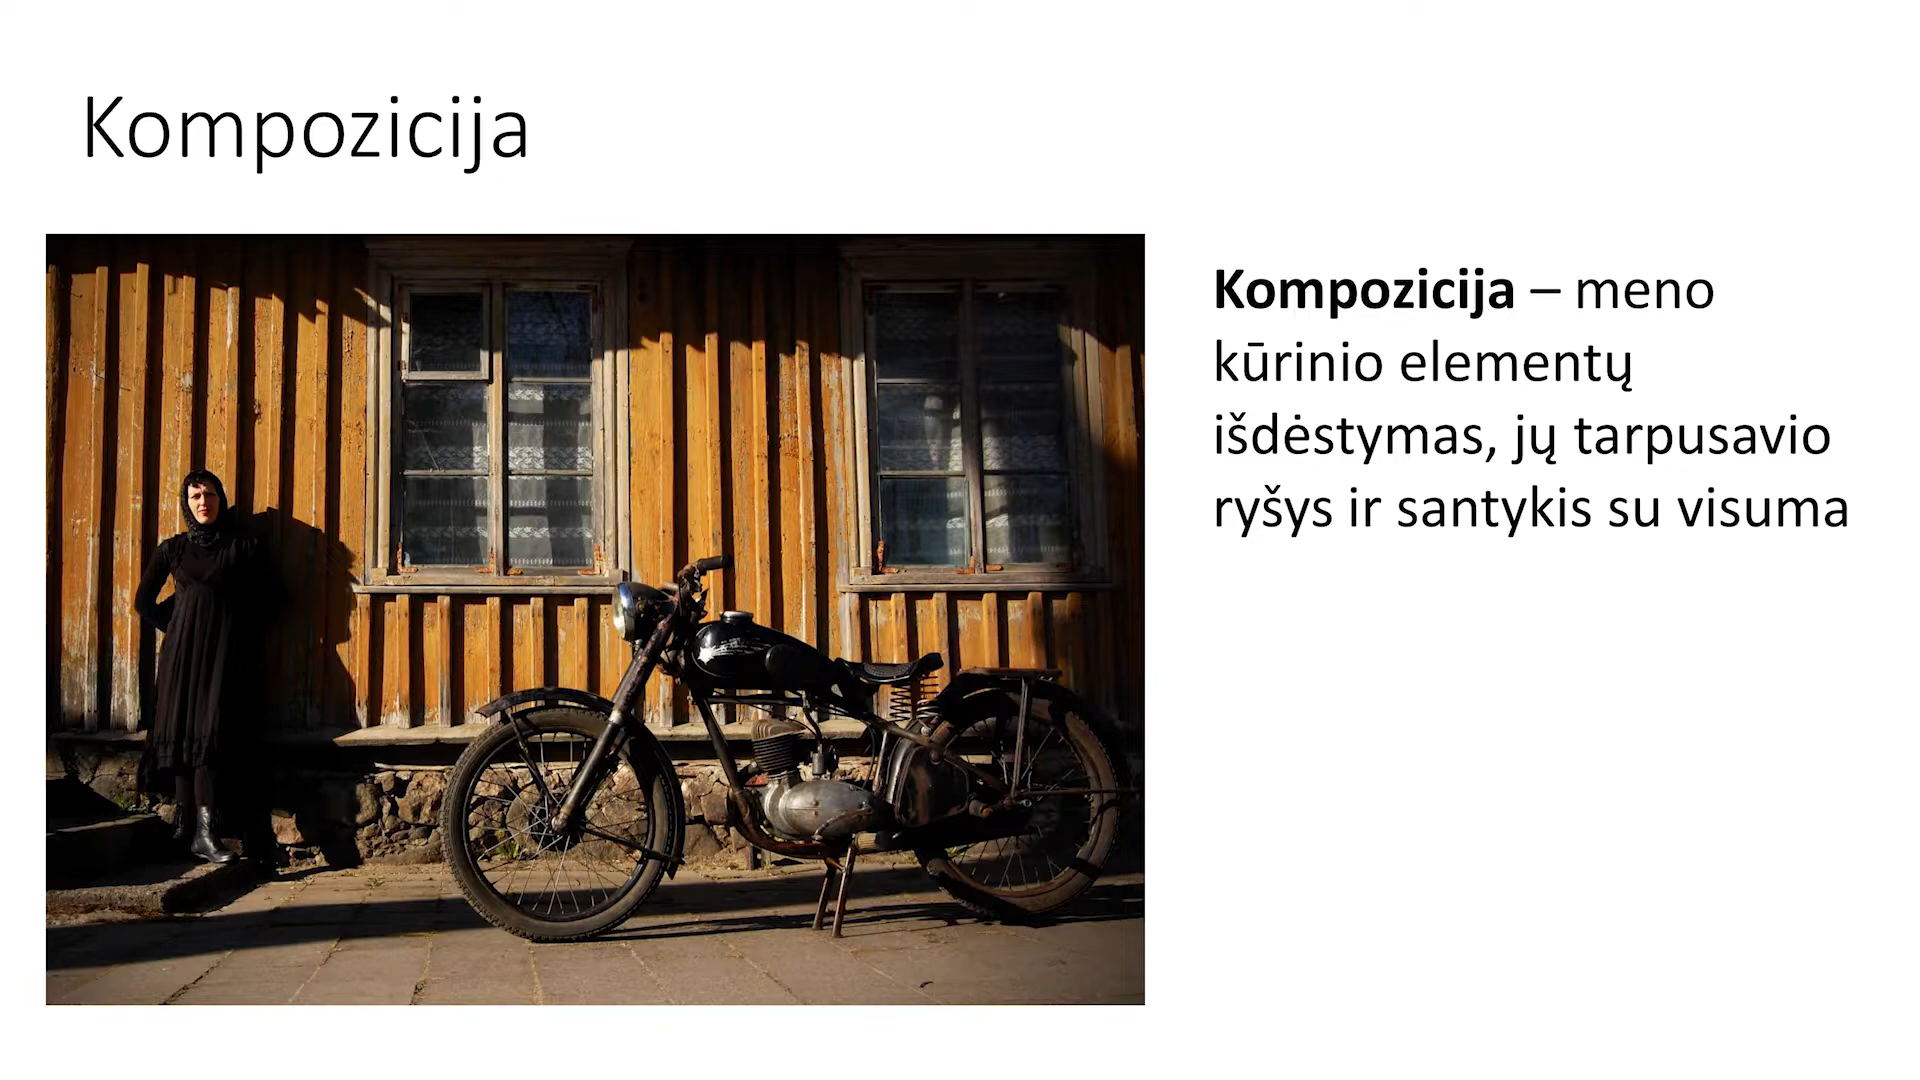 Kompozicija
Kompozicija – meno
kūrinio elementų
išdėstymas, jų tarpusavio
ryšys ir santykis su visuma